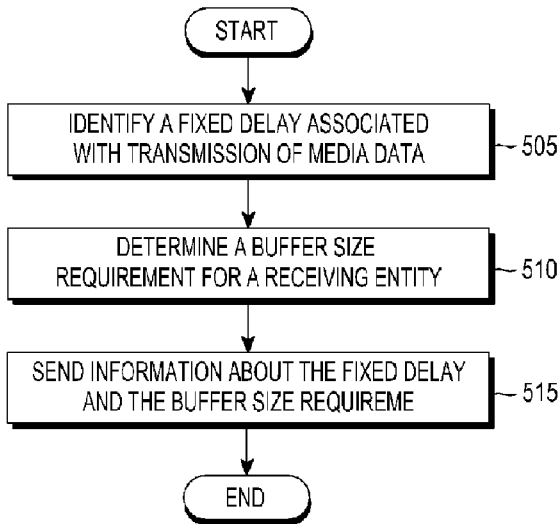 START
IDENTIFY A FIXED DELAY ASSOCIATED
WITH TRANSMISSION OF MEDIA DATA
505
DETERMINE A BUFFER SIZE
REQUIREMENT FOR A RECEIVING ENTITY
510
SEND INFORMATION ABOUT THE FIXED DELAY
AND THE BUFFER SIZE REQUIREME
515
END